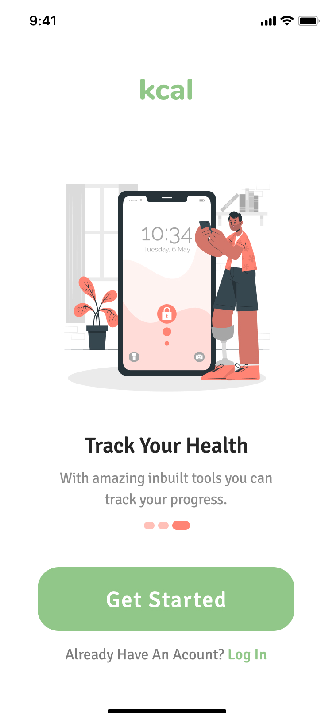 9:41
kcal
10:34
Tuesday, 6 May
Track Your Health
With amazing inbuilt tools you can
track your progress.
Get Started
Already Have An Acount? Log In